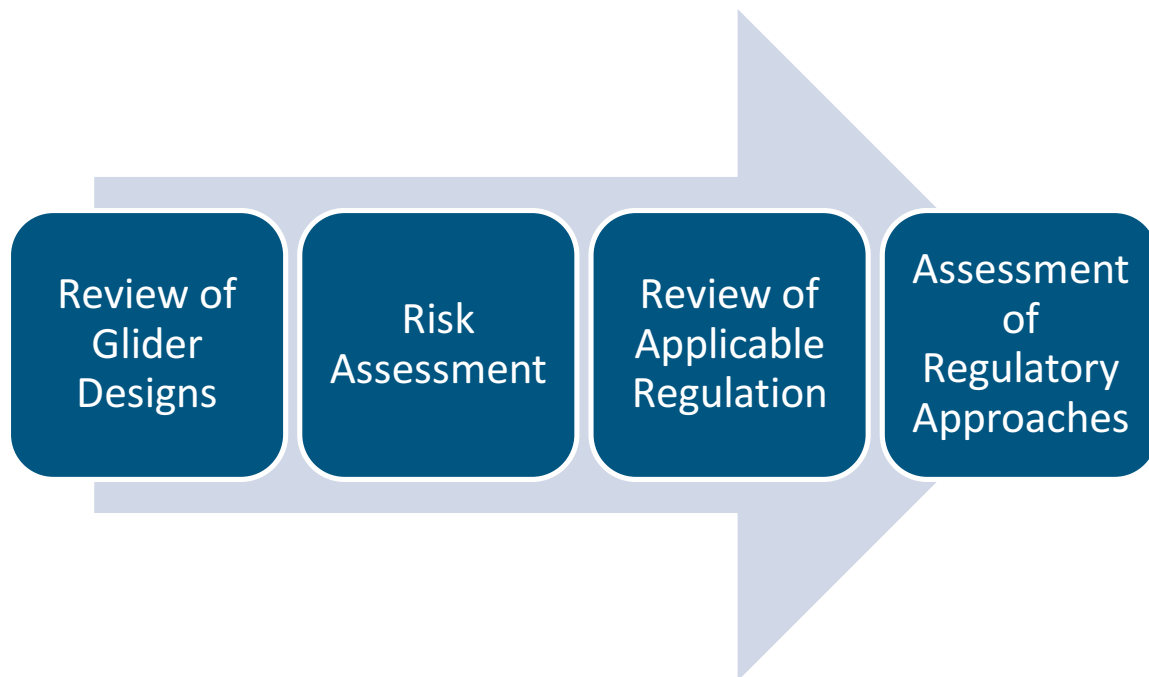 Review of
Glider
Designs
Risk
Assessment
Review of
Applicable
Regulation
Assessment
of
Regulatory
Approaches